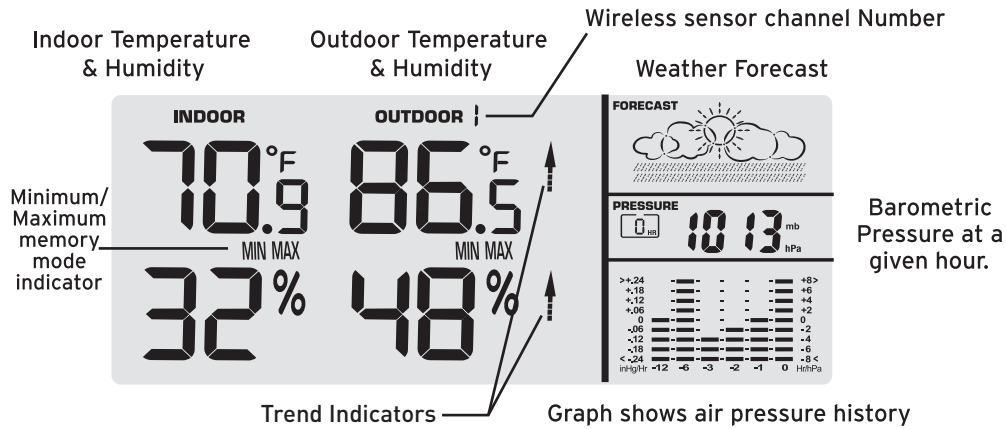 Wireless sensor channel Number
Indoor Temperature
& Humidity
Outdoor Temperature
& Humidity
Weather Forecast
INDOOR
70.9 °F
MIN MAX
32%
OUTDOOR 1
86.5 °F
MIN MAX
48%
FORECAST
PRESSURE
0 HR 1013 mb
hPa
>+.24 +8>
+.18 +6
+.12 +4
+.06 +2
0 0
-.06 -2
-.12 -4
-.18 -6
<-.24 -8<
inHg/Hr -12 -6 -3 -2 -1 0 Hr/hPa
Minimum/
Maximum
memory
mode
indicator
Barometric
Pressure at a
given hour.
Trend Indicators
Graph shows air pressure history